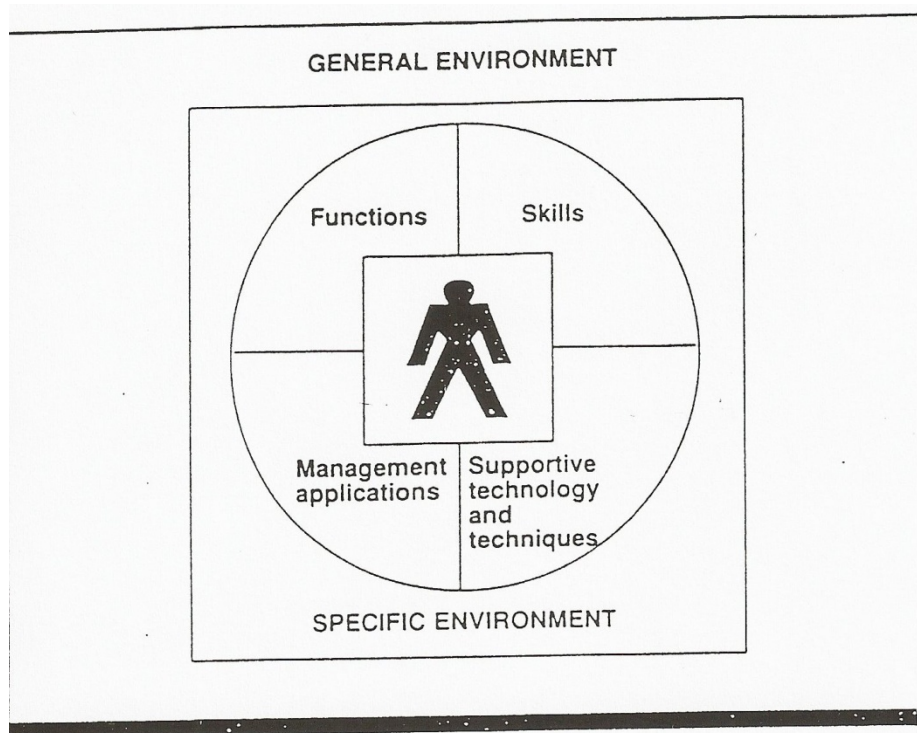 GENERAL ENVIRONMENT
Functions
Skills
Management
applications
Supportive
technology
and
techniques
SPECIFIC ENVIRONMENT